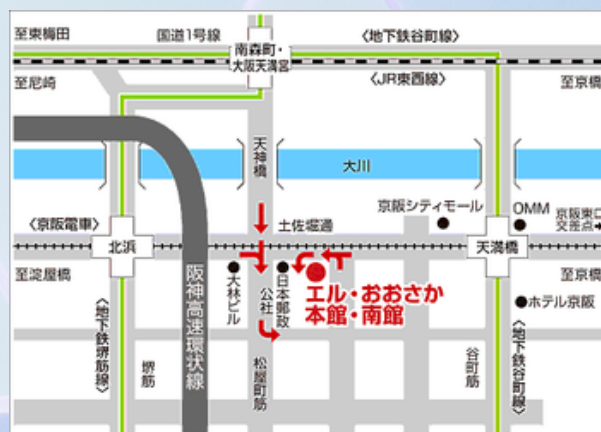 至東梅田
国道1号線
〈地下鉄谷町線〉
南森町・
大阪天満宮
至尼崎
〈JR東西線〉
至京橋
天神橋
大川
京阪シティモール
OMM
京阪東口
交差点
〈京阪電車〉
土佐堀通
北浜
天満橋
至淀屋橋
至京橋
大林ビル
日本郵政
公社
エル・おおさか
本館・南館
ホテル京阪
阪神高速環状線
〈地下鉄堺筋線〉
堺筋
松屋町筋
谷町筋
〈地下鉄谷町線〉